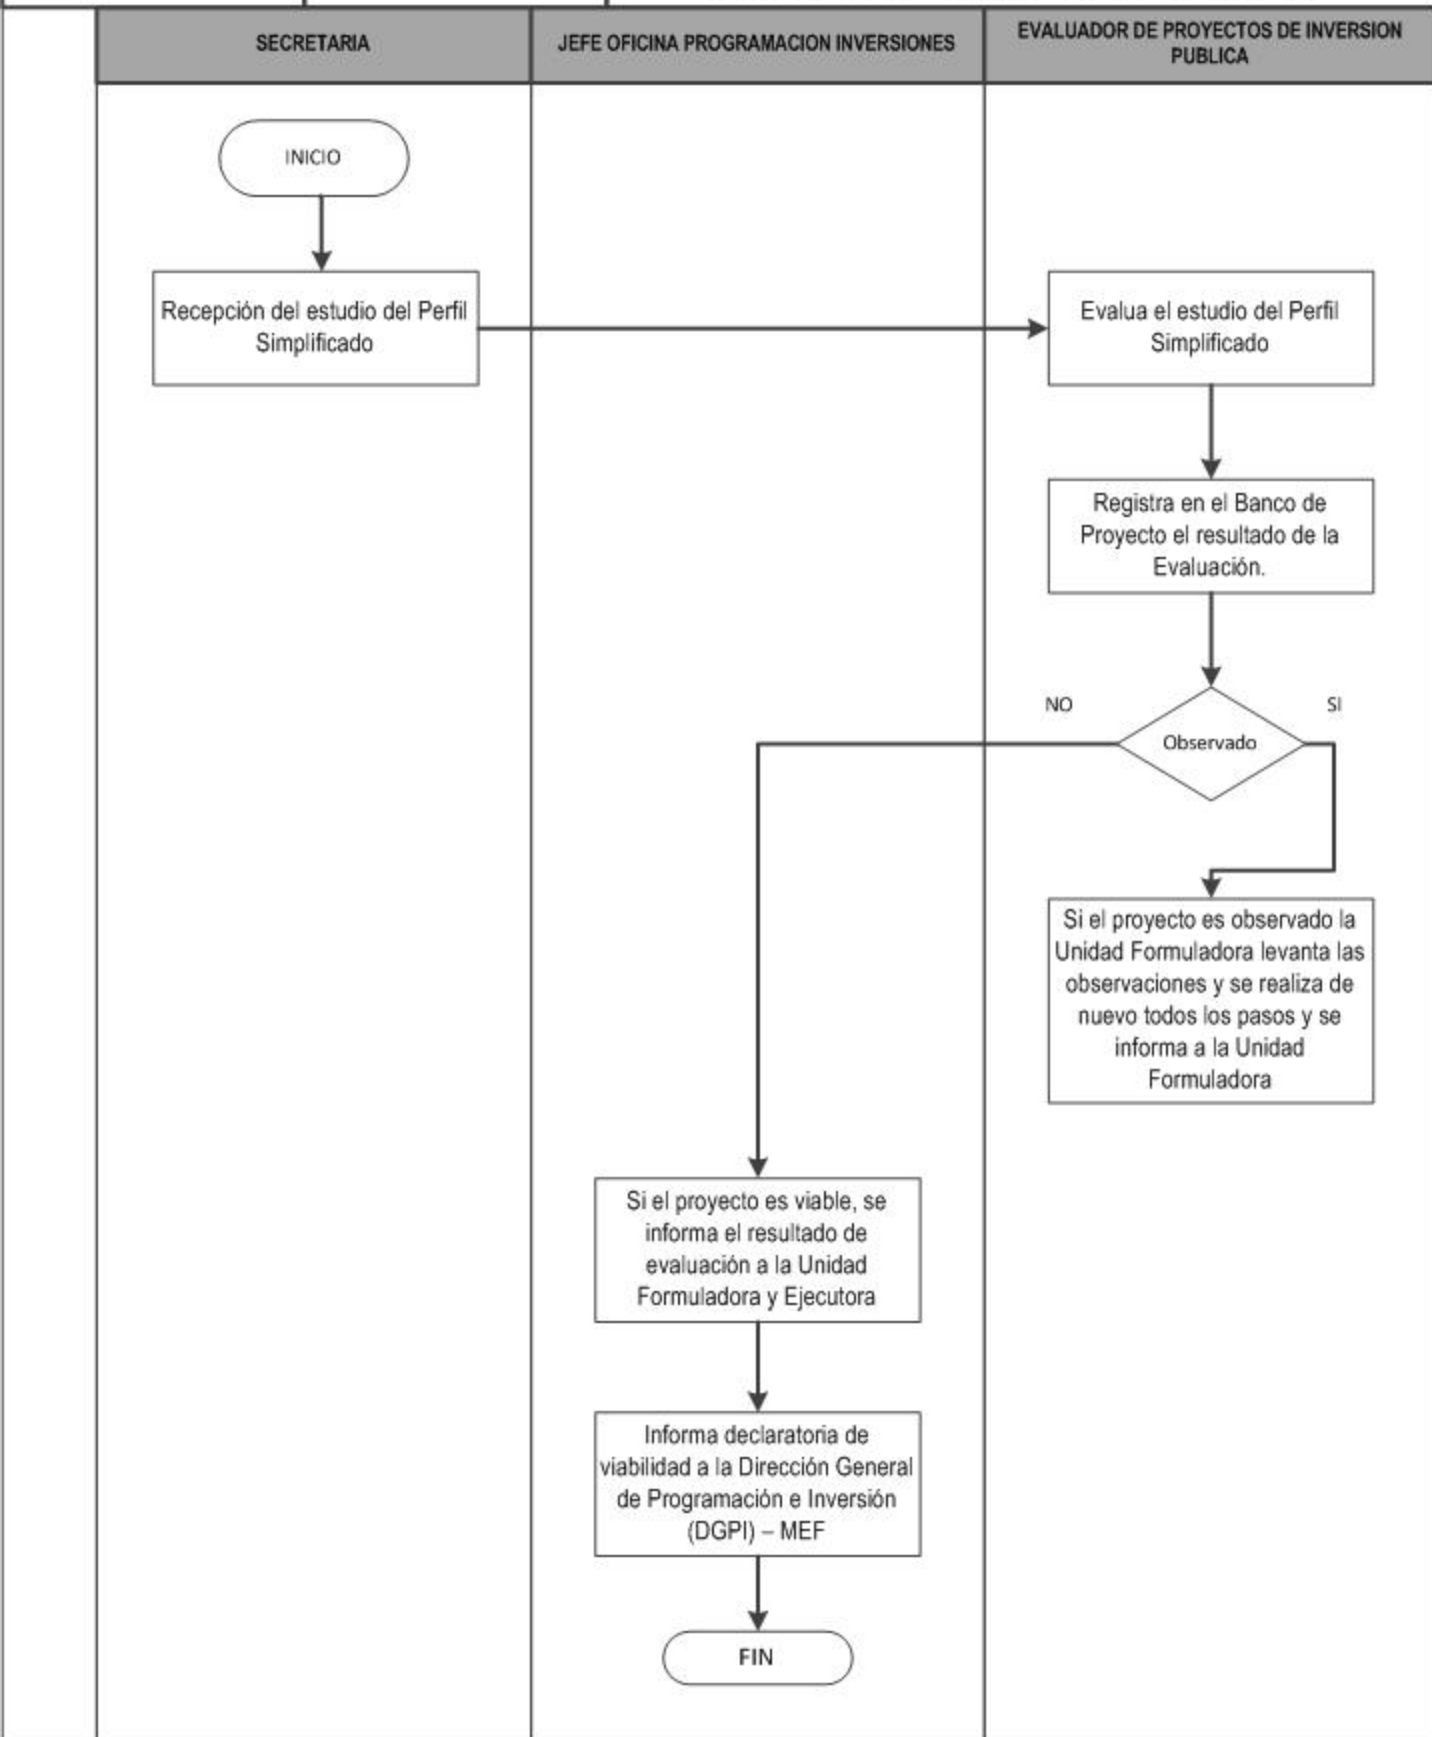 SECRETARIA
JEFE OFICINA PROGRAMACION INVERSIONES
EVALUADOR DE PROYECTOS DE INVERSION
PUBLICA
INICIO
Recepción del estudio del Perfil
Simplificado
Evalua el estudio del Perfil
Simplificado
Registra en el Banco de
Proyecto el resultado de la
Evaluación.
NO
SI
Observado
Si el proyecto es observado la
Unidad Formuladora levanta las
observaciones y se realiza de
nuevo todos los pasos y se
informa a la Unidad
Formuladora
Si el proyecto es viable, se
informa el resultado de
evaluación a la Unidad
Formuladora y Ejecutora
Informa declaratoria de
viabilidad a la Dirección General
de Programación e Inversión
(DGPI) – MEF
FIN